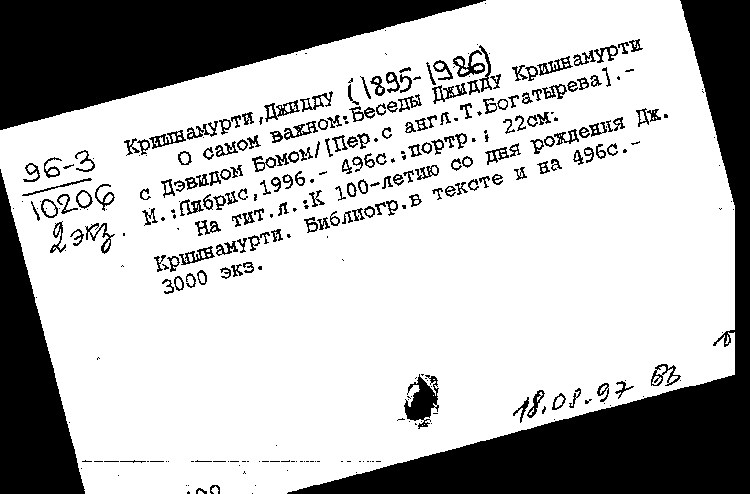 Кришнамурти,Джидду (1895-1986)
О самом важном:Беседы Джидду Кришнамурти
с Дэвидом Бомом/[Пер.с англ.Т.Богатырева].-
М.:Либрис,1996.- 496с.:портр.; 22см.
На тит.л.:К 100-летию со дня рождения Дж.
Кришнамурти. Библиогр.в тексте и на 496с.-
3000 экз.
96-3
10206
2 экз.
18.08.97